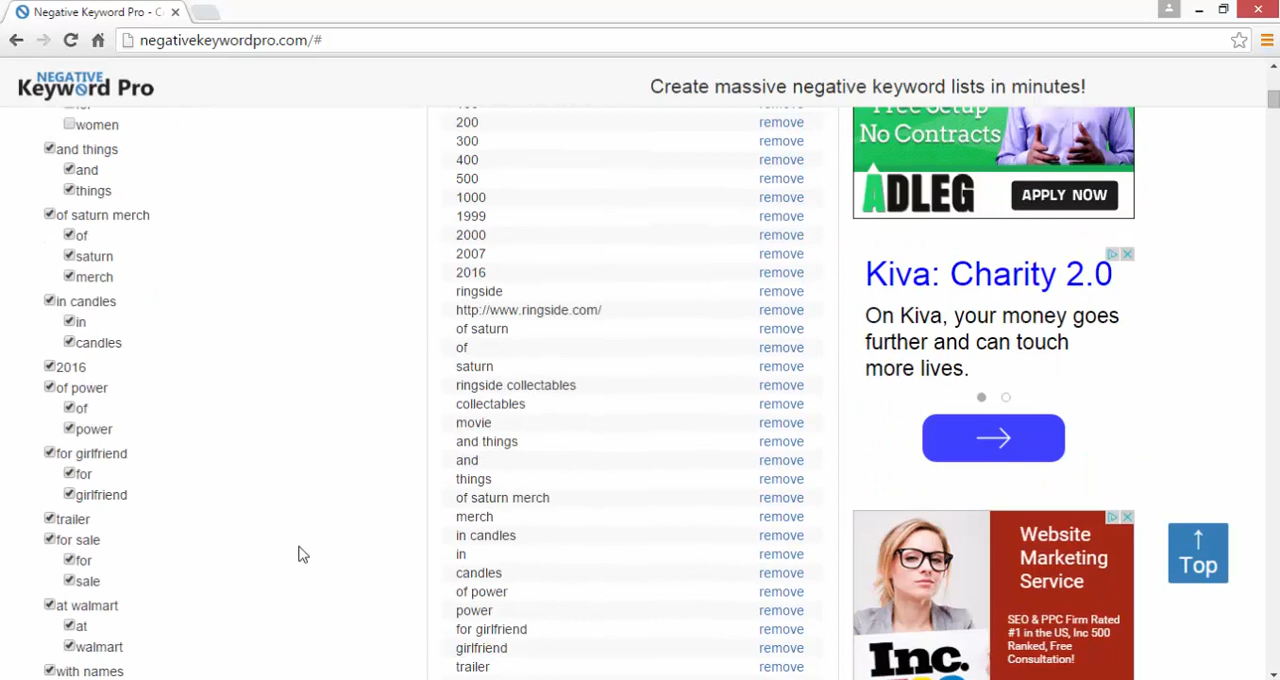 Negative Keyword Pro - C
negativekeywordpro.com/#
NEGATIVE
Keyword Pro
Create massive negative keyword lists in minutes!
women
and things
and
things
of saturn merch
of
saturn
merch
in candles
in
candles
2016
of power
of
power
for girlfriend
for
girlfriend
trailer
for sale
for
sale
at walmart
at
walmart
with names
200 remove
300 remove
400 remove
500 remove
1000 remove
1999 remove
2000 remove
2007 remove
2016 remove
ringside remove
http://www.ringside.com/ remove
of saturn remove
of remove
saturn remove
ringside collectables remove
collectables remove
movie remove
and things remove
and remove
things remove
of saturn merch remove
merch remove
in candles remove
in remove
candles remove
of power remove
power remove
for girlfriend remove
girlfriend remove
trailer remove
Free Setup
No Contracts
ADLEG
APPLY NOW
Kiva: Charity 2.0
On Kiva, your money goes
further and can touch
more lives.
Website
Marketing
Service
SEO & PPC Firm Rated
#1 in the US, Inc 500
Ranked, Free
Consultation!
Inc.
Top